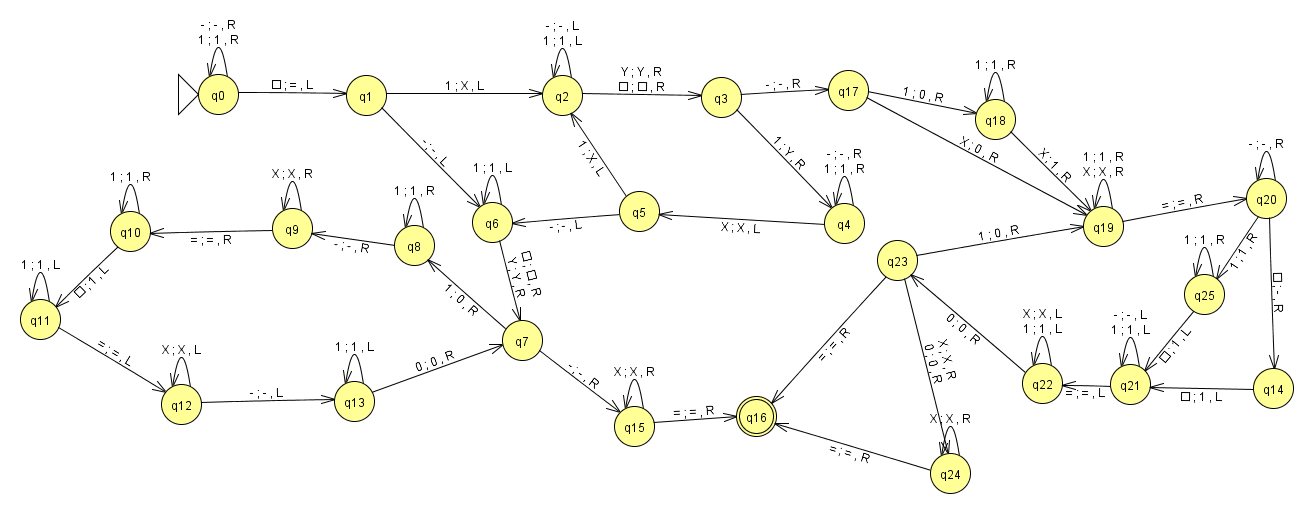 - ; - , R
1 ; 1 , R
q0
□ ; = , L
q1
1 ; X , L
- ; - , L
1 ; 1 , L
q2
Y ; Y , R
□ ; □ , R
q3
- ; - , R
q17
1 ; 0 , R
1 ; 1 , R
q18
X ; 0 , R
X ; 1 , R
1 ; 1 , R
X ; X , R
q19
= ; = , R
- ; - , R
q20
- ; - , L
1 ; X , L
1 ; Y , R
- ; - , R
1 ; 1 , R
q4
X ; X , L
q5
- ; - , L
1 ; 1 , L
q6
□ ; □ , R
Y ; Y , R
1 ; 1 , R
q8
- ; - , R
X ; X , R
q9
= ; = , R
1 ; 1 , R
q10
□ ; 1 , L
1 ; 1 , L
q11
= ; = , L
X ; X , L
q12
- ; - , L
1 ; 1 , L
q13
0 ; 0 , R
q7
1 ; 0 , R
- ; - , R
X ; X , R
q15
= ; = , R
q16
q23
1 ; 0 , R
= ; = , R
X ; X , R
0 ; 0 , R
X ; X , R
q24
= ; = , R
0 ; 0 , R
X ; X , L
1 ; 1 , L
q22
= ; = , L
- ; - , L
1 ; 1 , L
q21
□ ; 1 , L
1 ; 1 , R
q25
1 ; 1 , R
□ ; - , R
□ ; 1 , L
q14